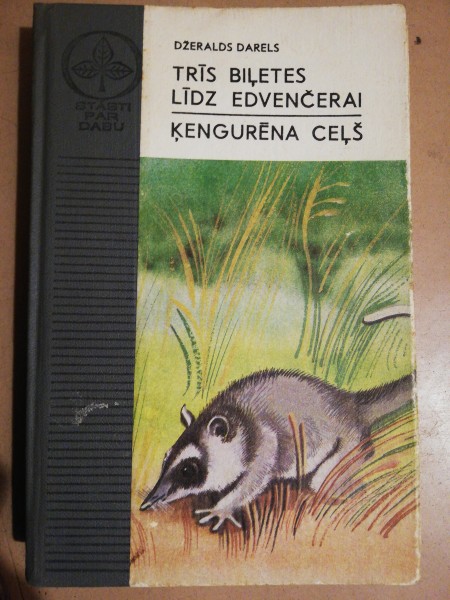 STĀSTI
PAR
DABU
DŽERALDS DARELS
TRĪS BIĻETES
LĪDZ EDVENČERAI
ĶENGURĒNA CEĻŠ